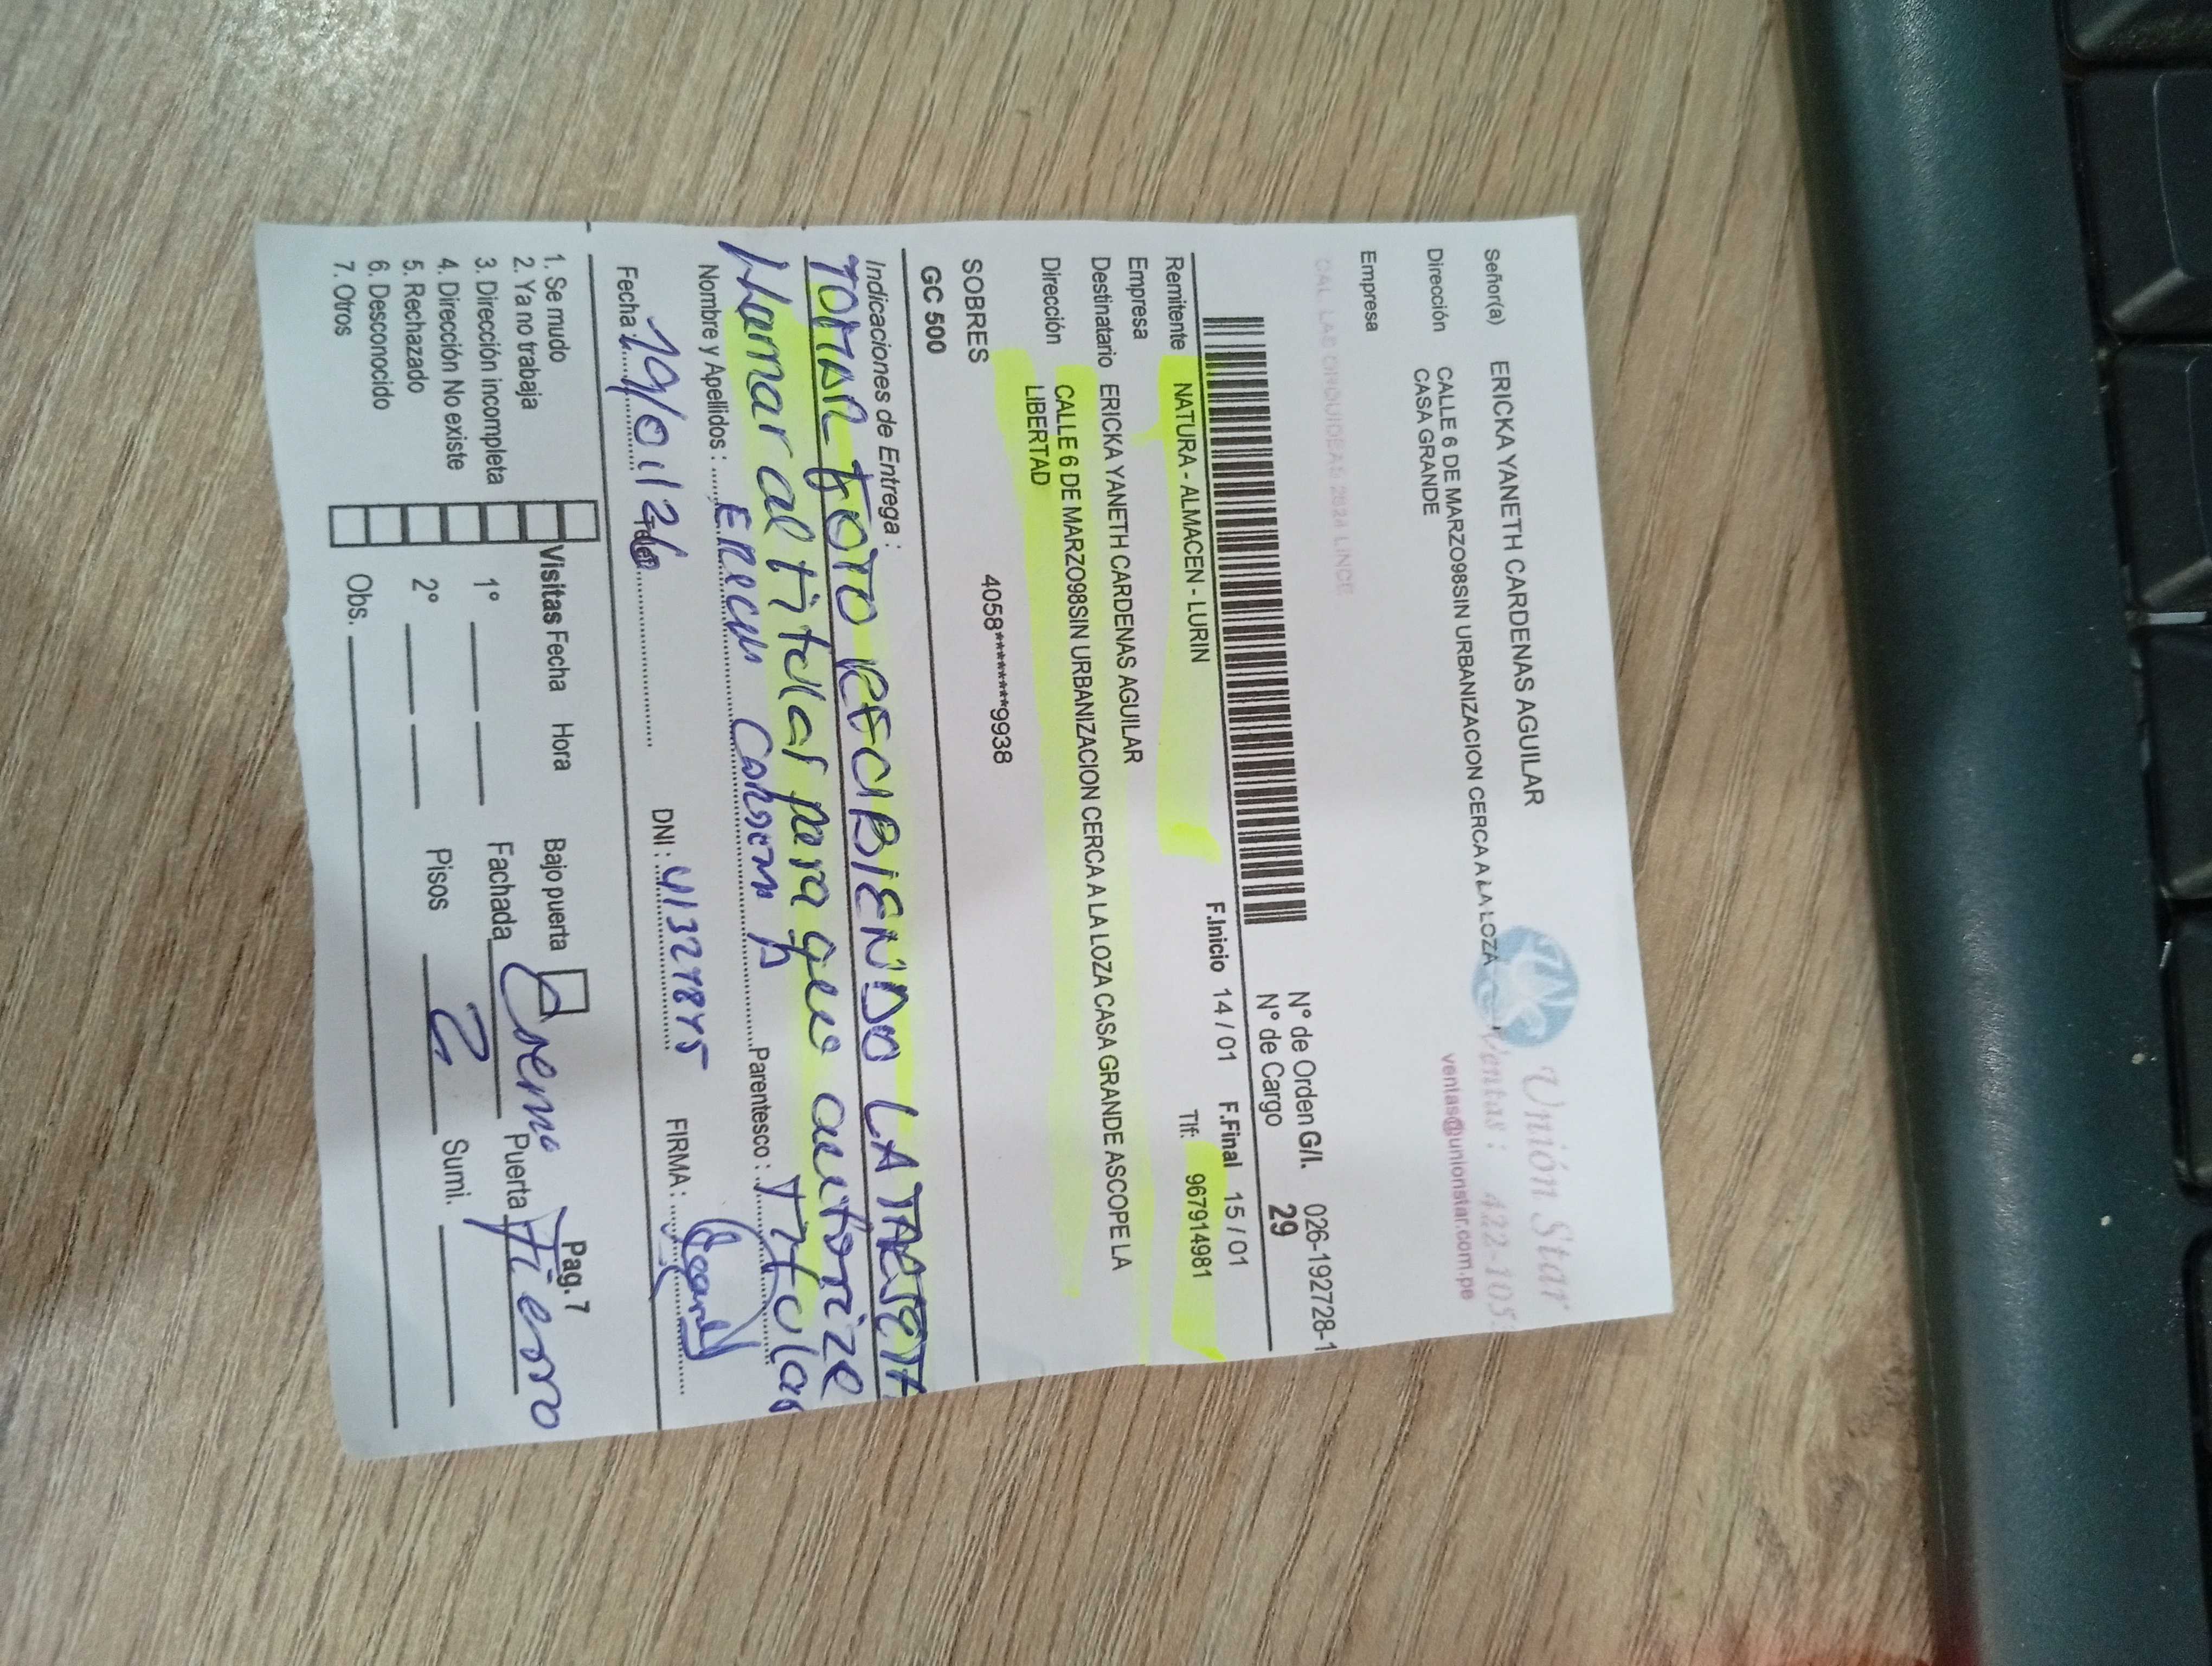 Unión Star
Ventas: 422-105
ventas@unionstar.com.pe
Señor(a) ERICKA YANETH CARDENAS AGUILAR
Dirección CALLE 6 DE MARZO98SIN URBANIZACION CERCA A LA LOZA
CASA GRANDE
Empresa
N° de Orden G/I. 026-192728-1
N° de Cargo 29
F.Inicio 14/01 F.Final 15/01
Remitente NATURA - ALMACEN - LURIN Tlf: 967914981
Empresa
Destinatario ERICKA YANETH CARDENAS AGUILAR
Dirección CALLE 6 DE MARZO98SIN URBANIZACION CERCA A LA LOZA CASA GRANDE ASCOPE LA
LIBERTAD
SOBRES 4058********9938
GC 500
Indicaciones de Entrega :
TOMAR FOTO RECIBIENDO LA TARJETA
Llamar al titular para que autorize
Nombre y Apellidos : Parentesco : Titular
Fecha : 19/01/26 DNI : 41329845 FIRMA :
1. Se mudo
2. Ya no trabaja
3. Dirección incompleta
4. Dirección No existe
5. Rechazado
6. Desconocido
7. Otros
Visitas Fecha Hora
1°
2°
Obs.
Bajo puerta Pag. 7
Fachada Crema Puerta Fierro
Pisos 2 Sumi.